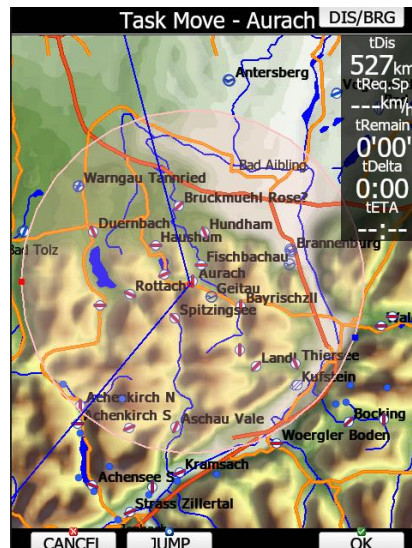 Task Move - Aurach
DIS/BRG
tDis
527km
tReq.Sp
---km/h
tRemain
0'00'
tDelta
0:00
tETA
--:--
Antersberg
Bad Aibling
Warngau Tannried
Bruckmuehl Rose?
Duernbach
Hundham
Hausham
Brannenburg
Bad Tolz
Fischbachau
Aurach
Rottach
Geitau
Bayrischzll
Spitzingsee
Landl
Thiersee
Kufstein
Achenkirch N
Achenkirch S
Aschau Vale
Bocking
Woergler Boden
Kramsach
Achensee S
Strass Zillertal
CANCEL
JUMP
OK